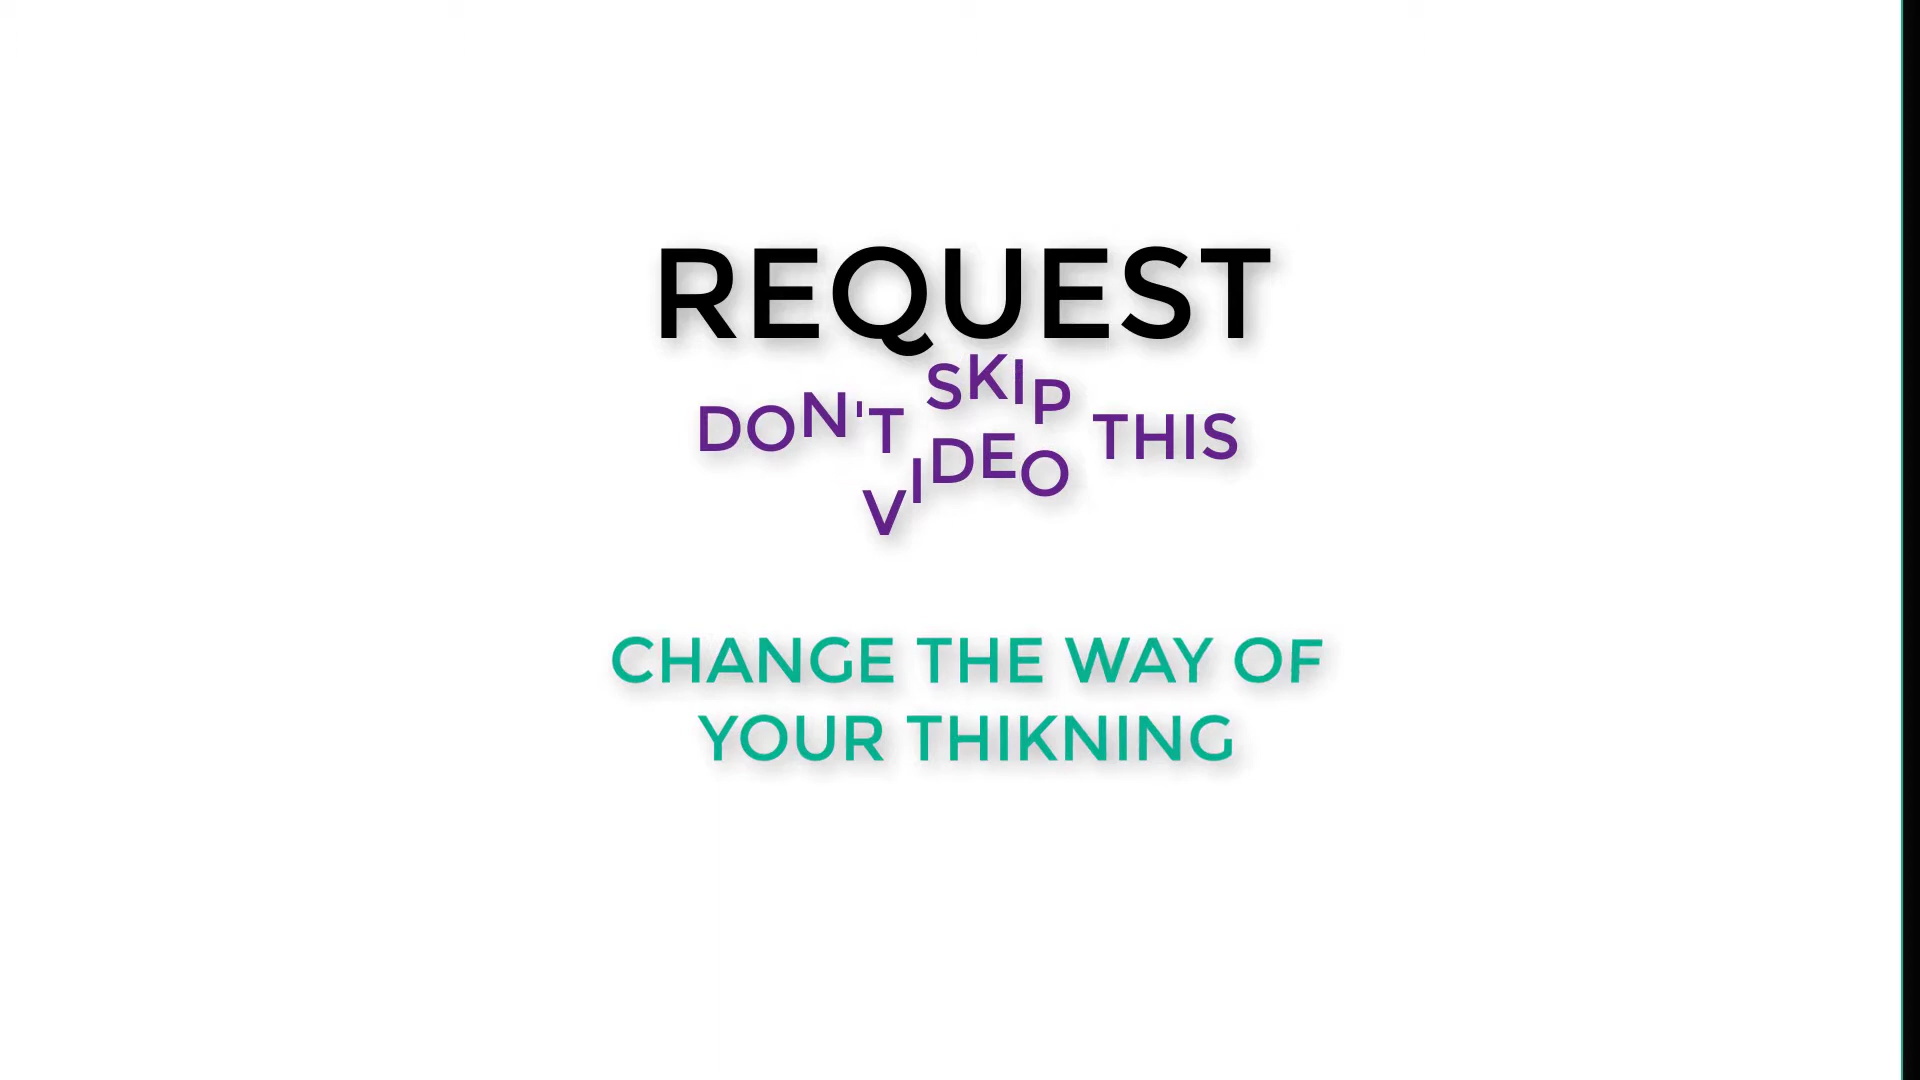 REQUEST
DON'T SKIP THIS
VIDEO
CHANGE THE WAY OF
YOUR THIKNING